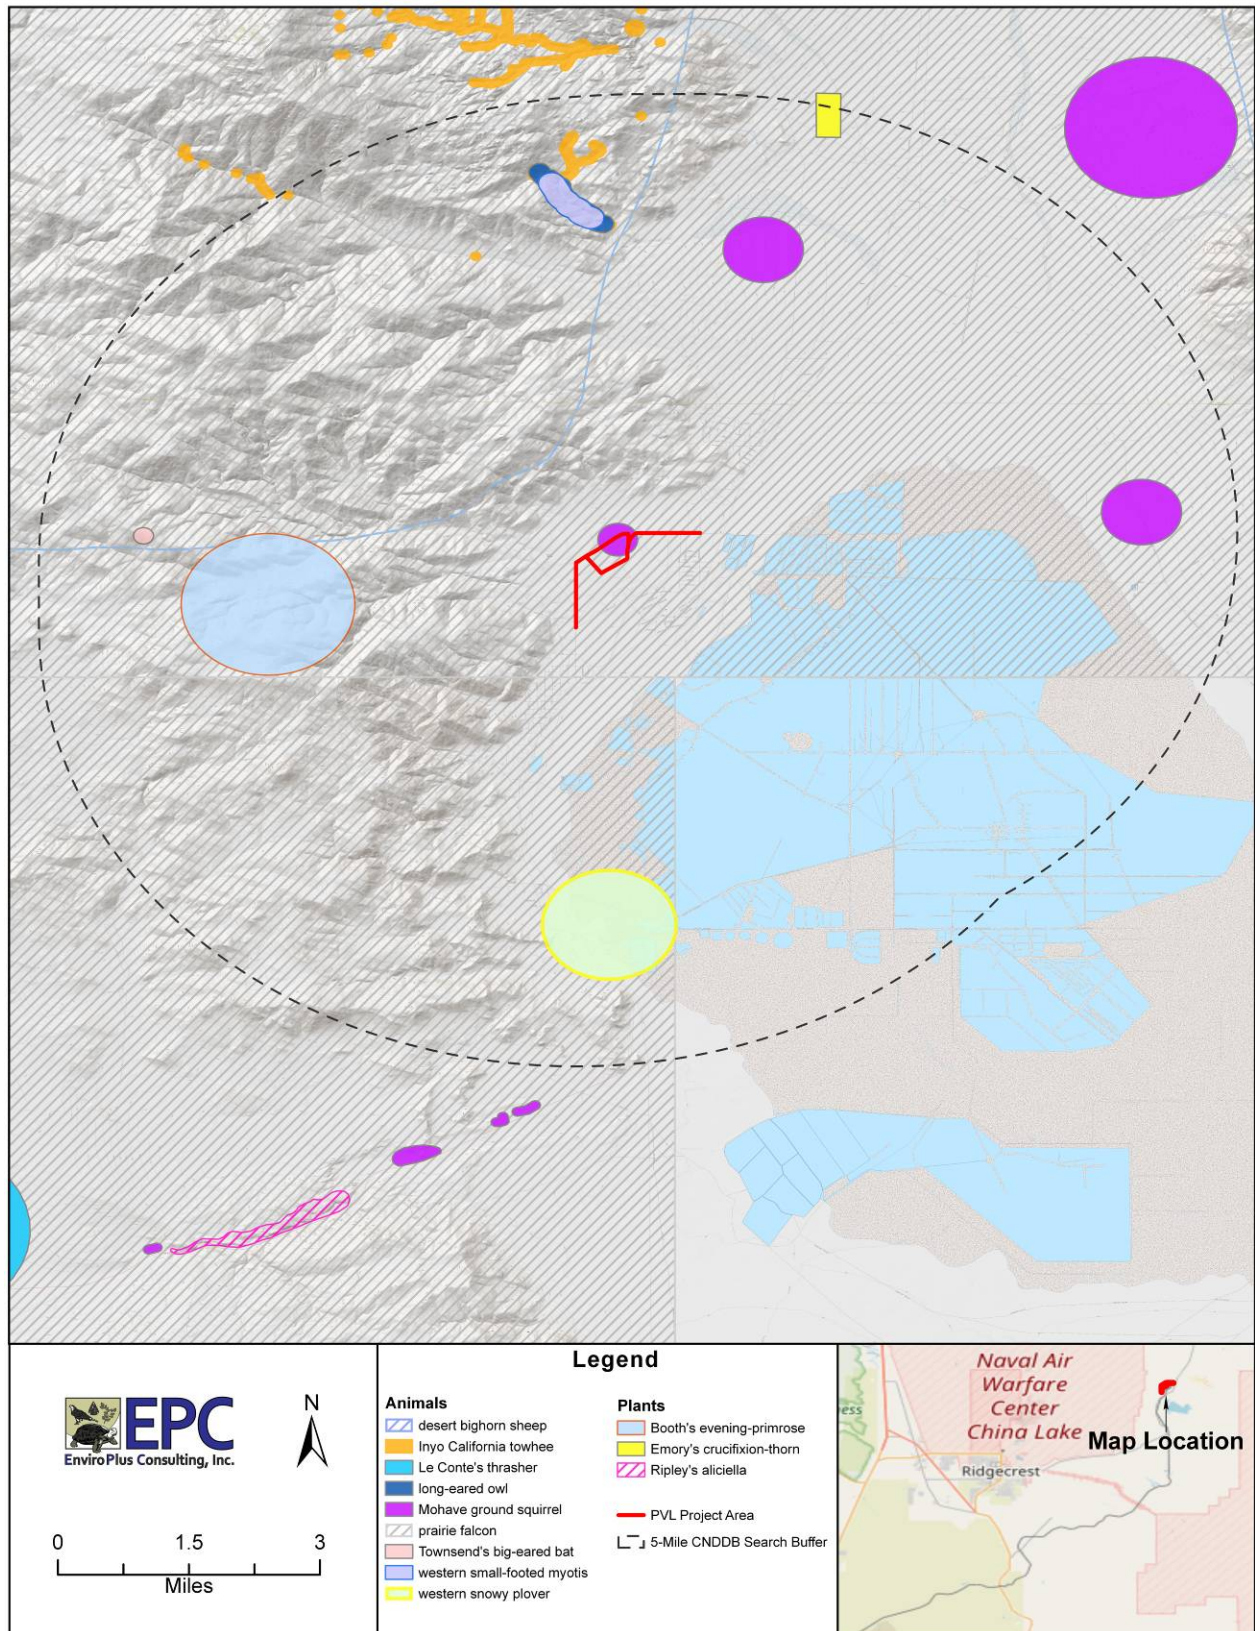 EPC
EnviroPlus Consulting, Inc.
N
0 1.5 3
Miles
Legend
Animals
desert bighorn sheep
Inyo California towhee
Le Conte's thrasher
long-eared owl
Mohave ground squirrel
prairie falcon
Townsend's big-eared bat
western small-footed myotis
western snowy plover
Plants
Booth's evening-primrose
Emory's crucifixion-thorn
Ripley's aliciella
PVL Project Area
5-Mile CNDDB Search Buffer
Naval Air
Warfare
Center
China Lake
Map Location
Ridgecrest